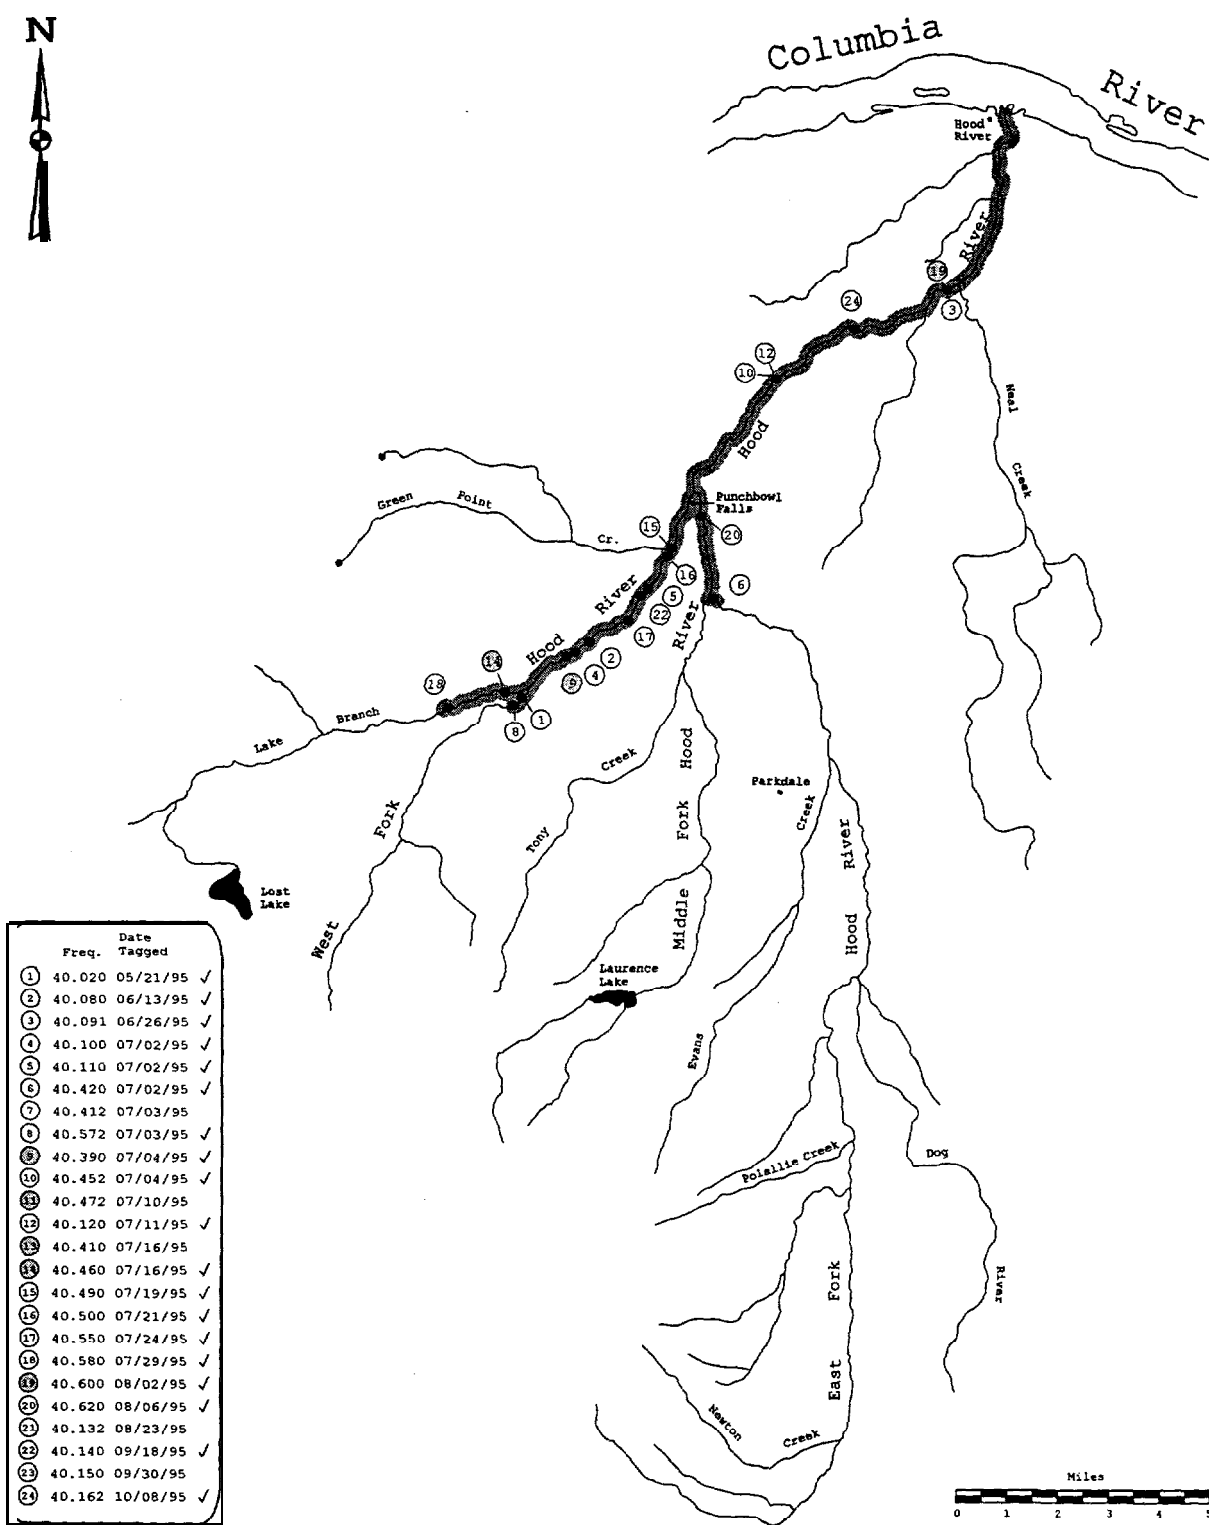 N
Columbia
River
Hood
River
River
19
3
24
12
10
Hood
Neal
Creek
Punchbowl
Falls
Green
Point
Cr.
15
20
16
6
5
River
22
River
17
Hood
2
4
9
14
18
1
8
Branch
Lake
Hood
Creek
Parkdale
Creek
Fork
Fork
River
Tony
Lost
Lake
West
Middle
Hood
Laurance
Lake
Evans
Polallie Creek
Dog
River
Fork
East
Newton
Creek
Freq. Date
Tagged
1 40.020 05/21/95 ✓
2 40.080 06/13/95 ✓
3 40.091 06/26/95 ✓
4 40.100 07/02/95 ✓
5 40.110 07/02/95 ✓
6 40.420 07/02/95 ✓
7 40.412 07/03/95
8 40.572 07/03/95 ✓
9 40.390 07/04/95 ✓
10 40.452 07/04/95 ✓
11 40.472 07/10/95
12 40.120 07/11/95 ✓
13 40.410 07/16/95
14 40.460 07/16/95 ✓
15 40.490 07/19/95 ✓
16 40.500 07/21/95 ✓
17 40.550 07/24/95 ✓
18 40.580 07/29/95 ✓
19 40.600 08/02/95 ✓
20 40.620 08/06/95 ✓
21 40.132 08/23/95
22 40.140 09/18/95 ✓
23 40.150 09/30/95
24 40.162 10/08/95 ✓
Miles
0 1 2 3 4 5